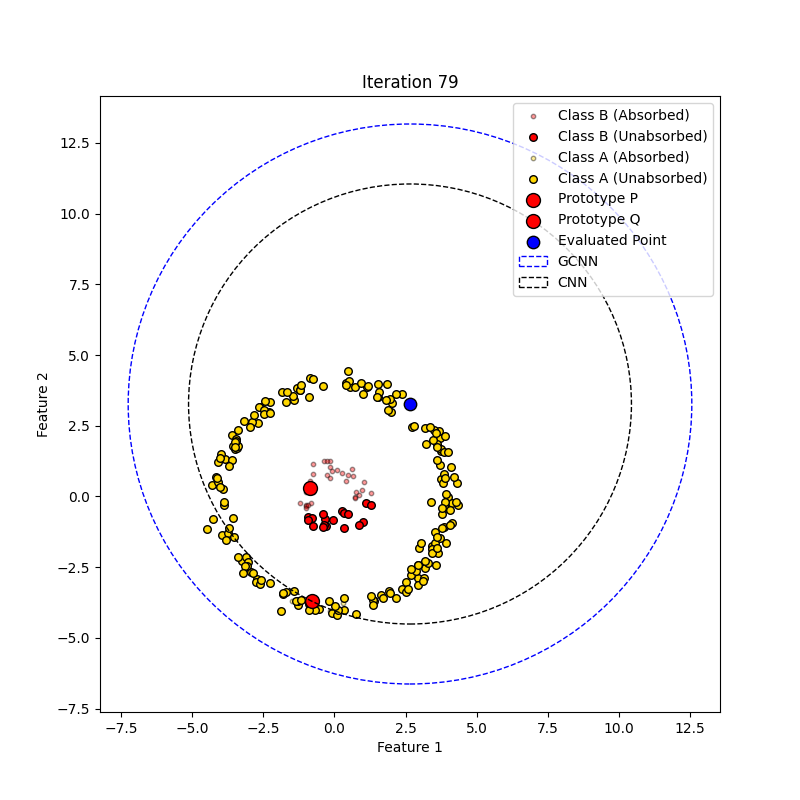 Iteration 79
Class B (Absorbed)
Class B (Unabsorbed)
Class A (Absorbed)
Class A (Unabsorbed)
Prototype P
Prototype Q
Evaluated Point
GCNN
CNN
12.5
10.0
7.5
5.0
2.5
0.0
−2.5
−5.0
−7.5
Feature 2
−7.5 −5.0 −2.5 0.0 2.5 5.0 7.5 10.0 12.5
Feature 1